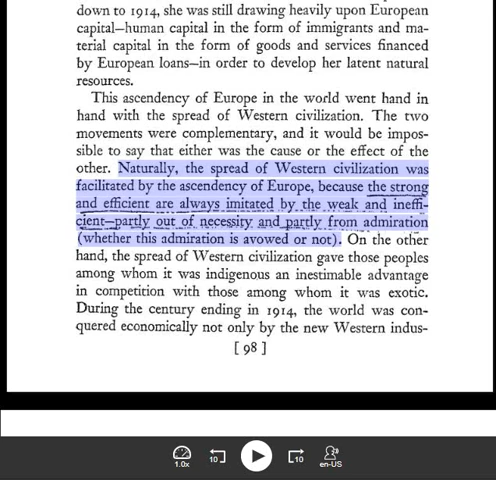 down to 1914, she was still drawing heavily upon European
capital—human capital in the form of immigrants and ma-
terial capital in the form of goods and services financed
by European loans—in order to develop her latent natural
resources.
This ascendency of Europe in the world went hand in
hand with the spread of Western civilization. The two
movements were complementary, and it would be impos-
sible to say that either was the cause or the effect of the
other. Naturally, the spread of Western civilization was
facilitated by the ascendency of Europe, because the strong
and efficient are always imitated by the weak and ineffi-
cient—partly out of necessity and partly from admiration
(whether this admiration is avowed or not). On the other
hand, the spread of Western civilization gave those peoples
among whom it was indigenous an inestimable advantage
in competition with those among whom it was exotic.
During the century ending in 1914, the world was con-
quered economically not only by the new Western indus-
[ 98 ]
1.0x
10
10
en-US